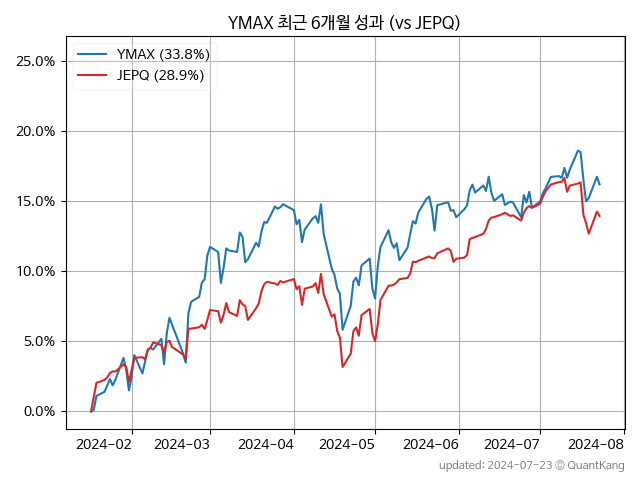 YMAX 최근 6개월 성과 (vs JEPQ)
YMAX (33.8%)
JEPQ (28.9%)
25.0%
20.0%
15.0%
10.0%
5.0%
0.0%
2024-02 2024-03 2024-04 2024-05 2024-06 2024-07 2024-08
updated: 2024-07-23 © QuantKang